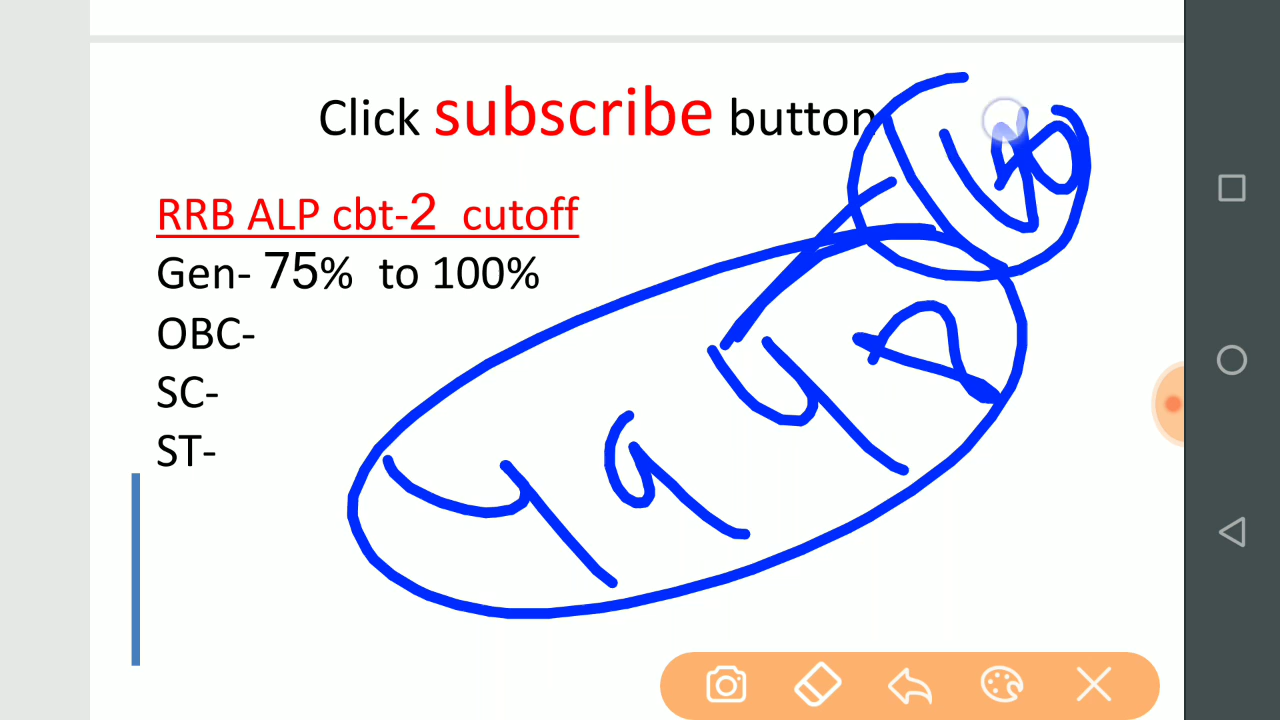 Click subscribe button
RRB ALP cbt-2 cutoff
Gen- 75% to 100%
OBC-
SC-
ST-